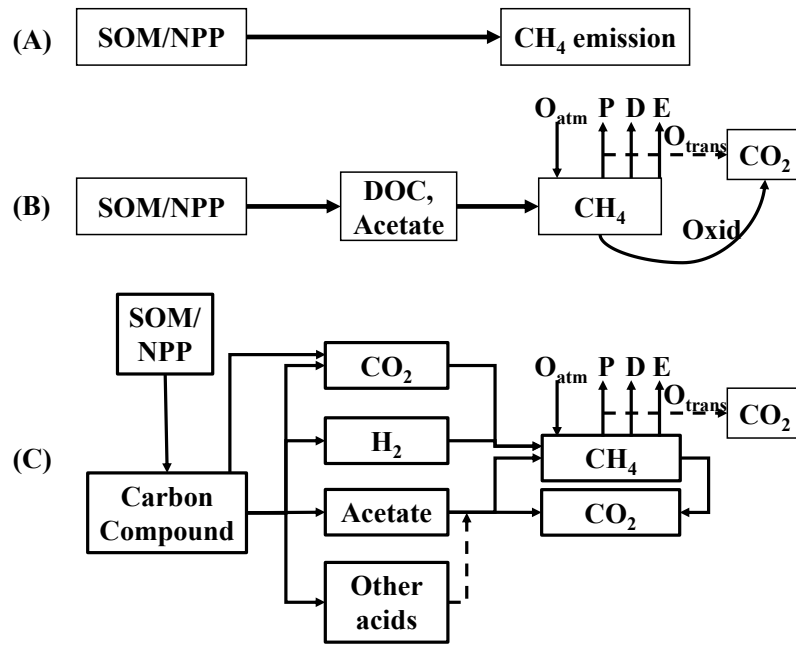 (A)
SOM/NPP
CH₄ emission
(B)
SOM/NPP
DOC,
Acetate
Oatm P D E
Otrans
CH₄
CO₂
Oxid
(C)
SOM/
NPP
Carbon
Compound
CO₂
H₂
Acetate
Other
acids
Oatm P D E
Otrans
CH₄
CO₂
CO₂